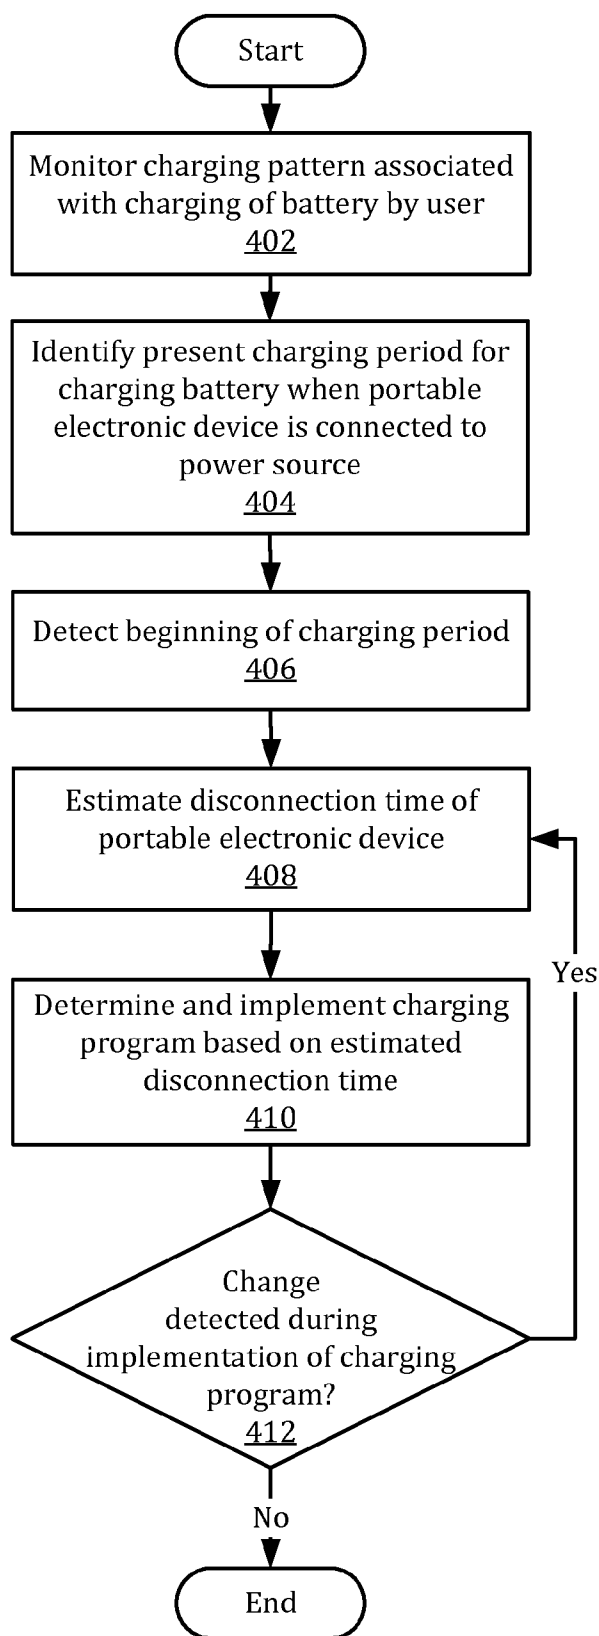 Start
Monitor charging pattern associated
with charging of battery by user
402
Identify present charging period for
charging battery when portable
electronic device is connected to
power source
404
Detect beginning of charging period
406
Estimate disconnection time of
portable electronic device
408
Yes
Determine and implement charging
program based on estimated
disconnection time
410
Change
detected during
implementation of charging
program?
412
No
End